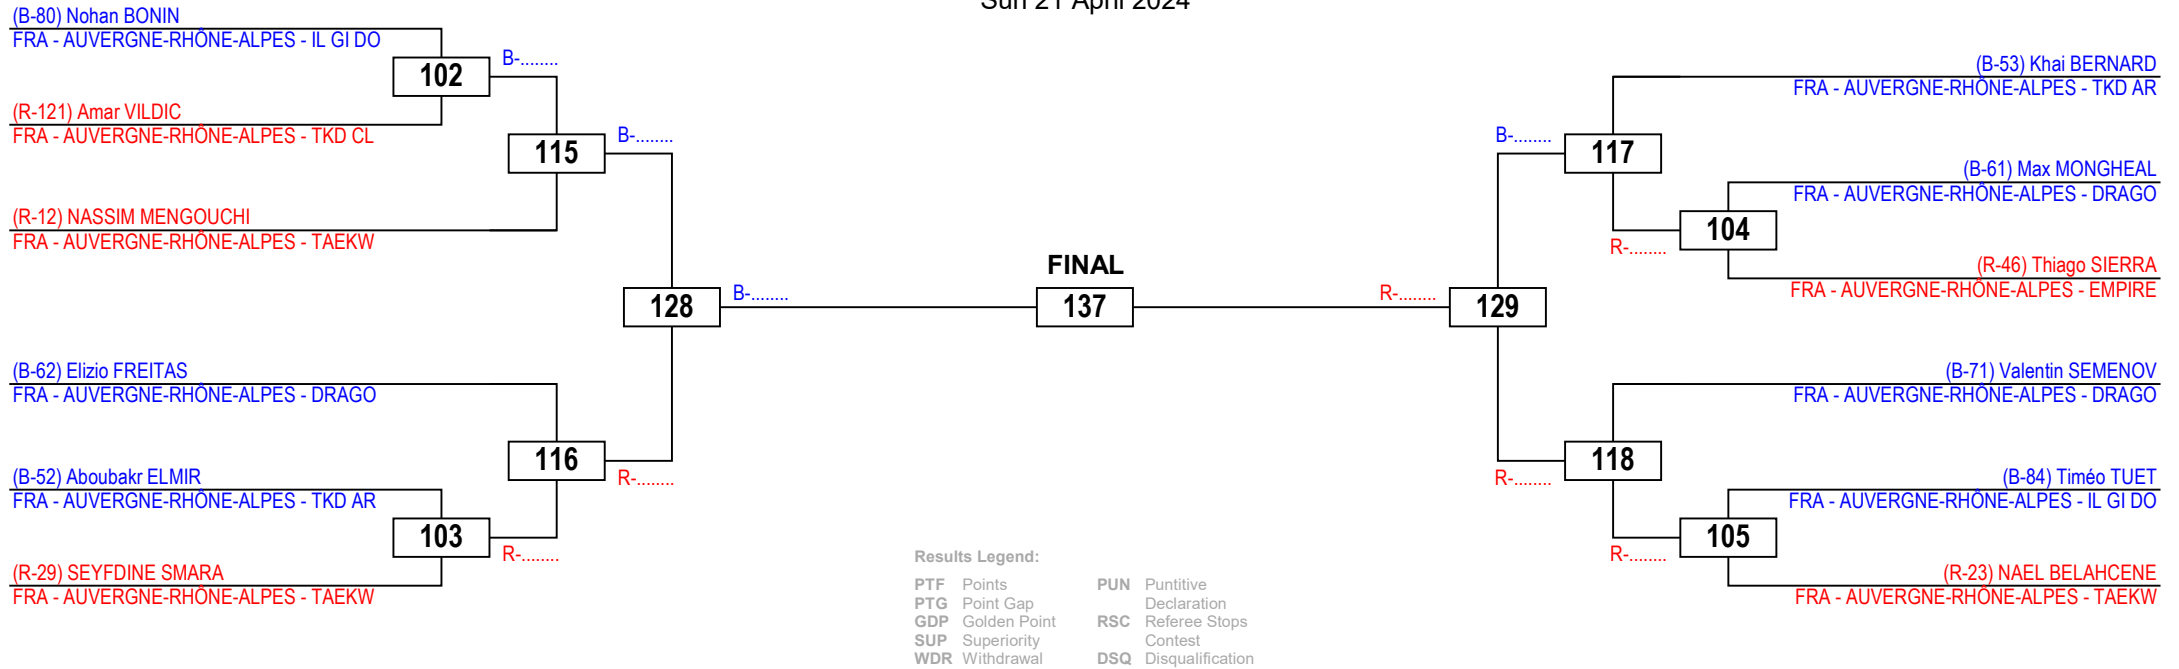 Sun 21 April 2024
(B-80) Nohan BONIN
FRA - AUVERGNE-RHÔNE-ALPES - IL GI DO
102
B-........
(R-121) Amar VILDIC
FRA - AUVERGNE-RHÔNE-ALPES - TKD CL
115
B-........
(R-12) NASSIM MENGOUCHI
FRA - AUVERGNE-RHÔNE-ALPES - TAEKW
128
B-........
(B-62) Elizio FREITAS
FRA - AUVERGNE-RHÔNE-ALPES - DRAGO
116
R-........
(B-52) Aboubakr ELMIR
FRA - AUVERGNE-RHÔNE-ALPES - TKD AR
103
R-........
(R-29) SEYFDINE SMARA
FRA - AUVERGNE-RHÔNE-ALPES - TAEKW
FINAL
137
(B-53) Khai BERNARD
FRA - AUVERGNE-RHÔNE-ALPES - TKD AR
B-........
117
(B-61) Max MONGHEAL
FRA - AUVERGNE-RHÔNE-ALPES - DRAGO
104
R-........
(R-46) Thiago SIERRA
FRA - AUVERGNE-RHÔNE-ALPES - EMPIRE
R-........
129
(B-71) Valentin SEMENOV
FRA - AUVERGNE-RHÔNE-ALPES - DRAGO
118
R-........
(B-84) Timéo TUET
FRA - AUVERGNE-RHÔNE-ALPES - IL GI DO
105
R-........
(R-23) NAEL BELAHCENE
FRA - AUVERGNE-RHÔNE-ALPES - TAEKW
Results Legend:
PTF Points
PTG Point Gap
GDP Golden Point
SUP Superiority
WDR Withdrawal
PUN Puntitive
Declaration
RSC Referee Stops
Contest
DSQ Disqualification